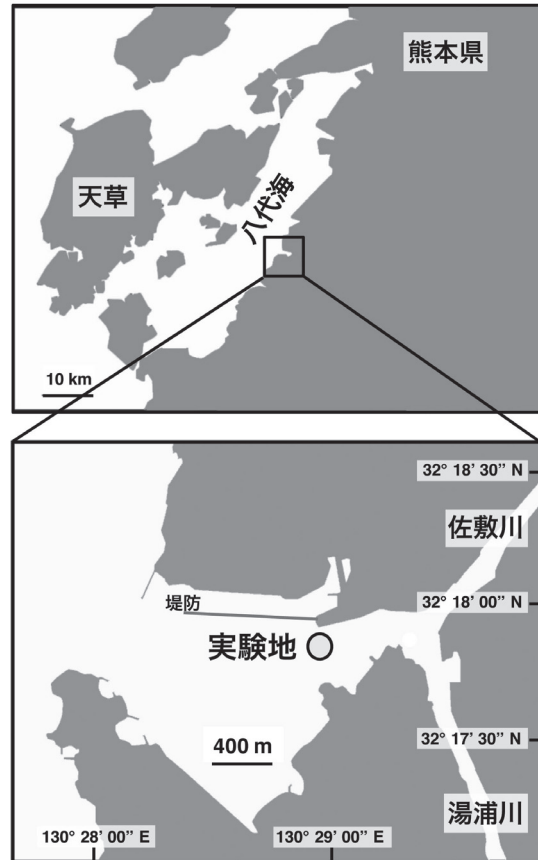 熊本県
天草
八代海
10 km
32° 18’ 30” N
佐敷川
堤防
32° 18’ 00” N
実験地
400 m
32° 17’ 30” N
湯浦川
130° 28’ 00” E
130° 29’ 00” E